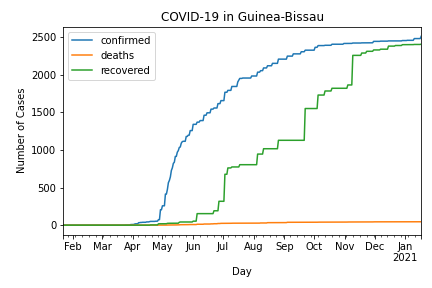 COVID-19 in Guinea-Bissau
confirmed
deaths
recovered
Number of Cases
2500
2000
1500
1000
500
0
Feb Mar Apr May Jun Jul Aug Sep Oct Nov Dec Jan
2021
Day